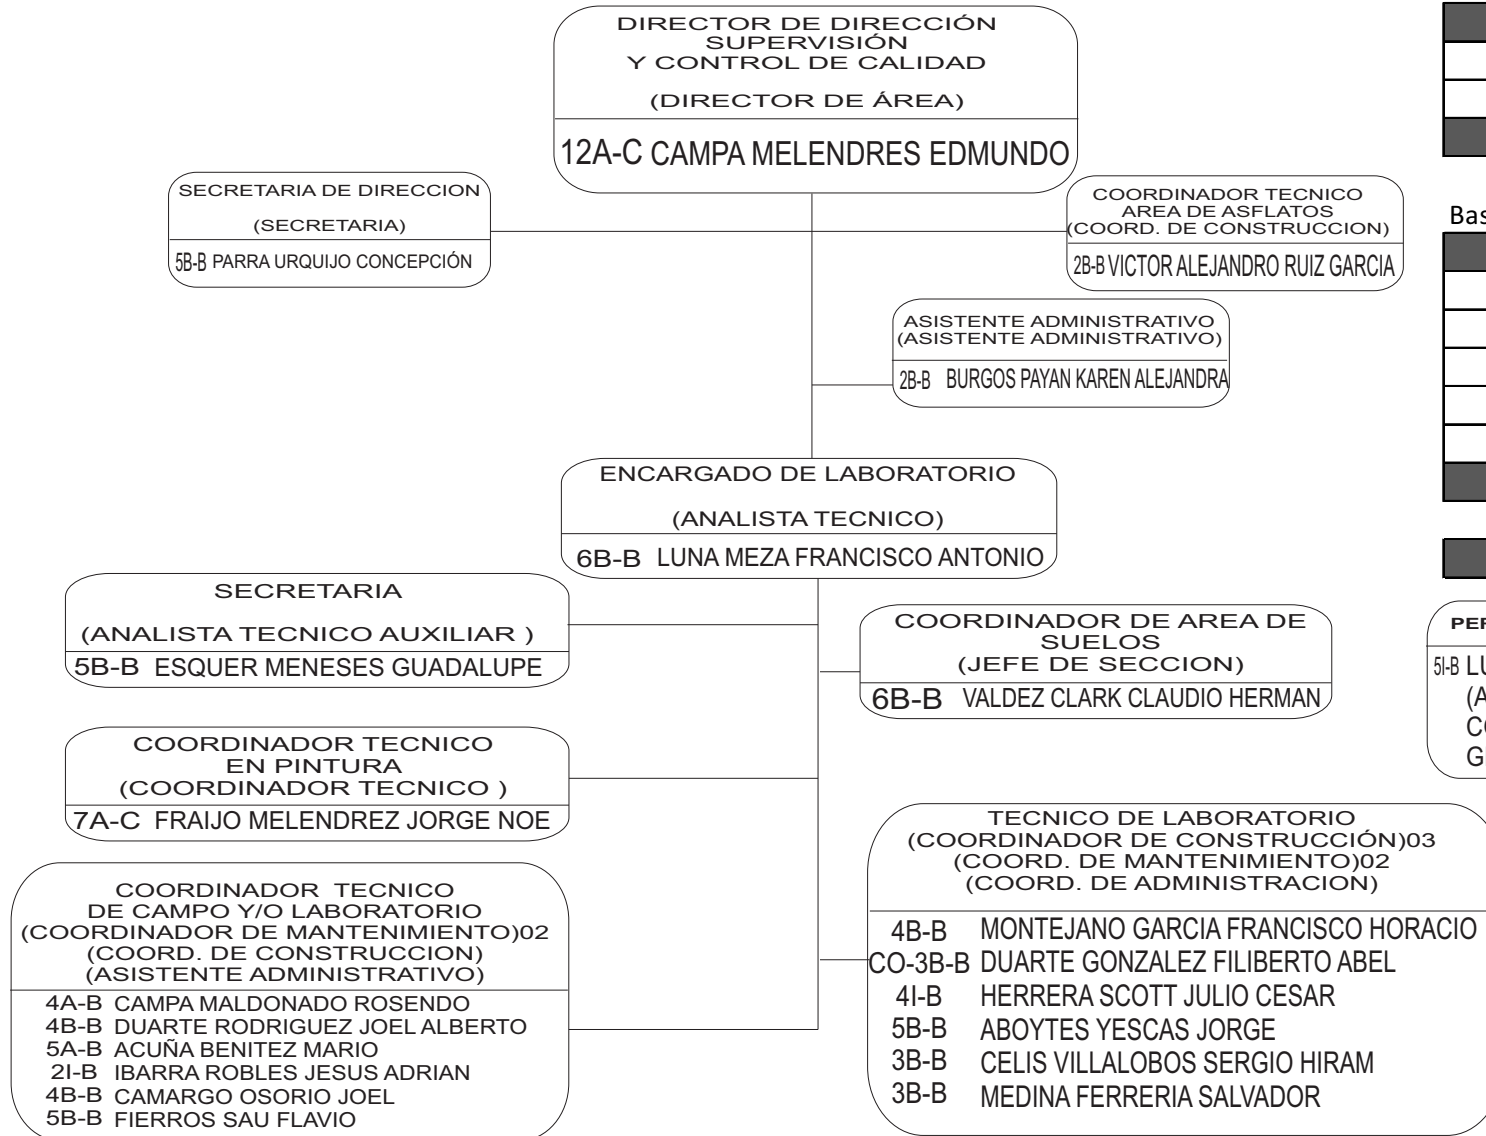 DIRECTOR DE DIRECCIÓN
SUPERVISIÓN
Y CONTROL DE CALIDAD
(DIRECTOR DE ÁREA)
12A-C CAMPA MELENDRES EDMUNDO
SECRETARIA DE DIRECCION
(SECRETARIA)
5B-B PARRA URQUIJO CONCEPCIÓN
COORDINADOR TECNICO
AREA DE ASFLATOS
(COORD. DE CONSTRUCCION)
2B-B VICTOR ALEJANDRO RUIZ GARCIA
Bas
ASISTENTE ADMINISTRATIVO
(ASISTENTE ADMINISTRATIVO)
2B-B BURGOS PAYAN KAREN ALEJANDRA
ENCARGADO DE LABORATORIO
(ANALISTA TECNICO)
6B-B LUNA MEZA FRANCISCO ANTONIO
SECRETARIA
(ANALISTA TECNICO AUXILIAR )
5B-B ESQUER MENESES GUADALUPE
COORDINADOR DE AREA DE
SUELOS
(JEFE DE SECCION)
6B-B VALDEZ CLARK CLAUDIO HERMAN
PER
5I-B LU
(A
CO
GE
COORDINADOR TECNICO
EN PINTURA
(COORDINADOR TECNICO )
7A-C FRAIJO MELENDREZ JORGE NOE
COORDINADOR TECNICO
DE CAMPO Y/O LABORATORIO
(COORDINADOR DE MANTENIMIENTO)02
(COORD. DE CONSTRUCCION)
(ASISTENTE ADMINISTRATIVO)
4A-B CAMPA MALDONADO ROSENDO
4B-B DUARTE RODRIGUEZ JOEL ALBERTO
5A-B ACUÑA BENITEZ MARIO
2I-B IBARRA ROBLES JESUS ADRIAN
4B-B CAMARGO OSORIO JOEL
5B-B FIERROS SAU FLAVIO
TECNICO DE LABORATORIO
(COORDINADOR DE CONSTRUCCIÓN)03
(COORD. DE MANTENIMIENTO)02
(COORD. DE ADMINISTRACION)
4B-B MONTEJANO GARCIA FRANCISCO HORACIO
CO-3B-B DUARTE GONZALEZ FILIBERTO ABEL
4I-B HERRERA SCOTT JULIO CESAR
5B-B ABOYTES YESCAS JORGE
3B-B CELIS VILLALOBOS SERGIO HIRAM
3B-B MEDINA FERRERIA SALVADOR